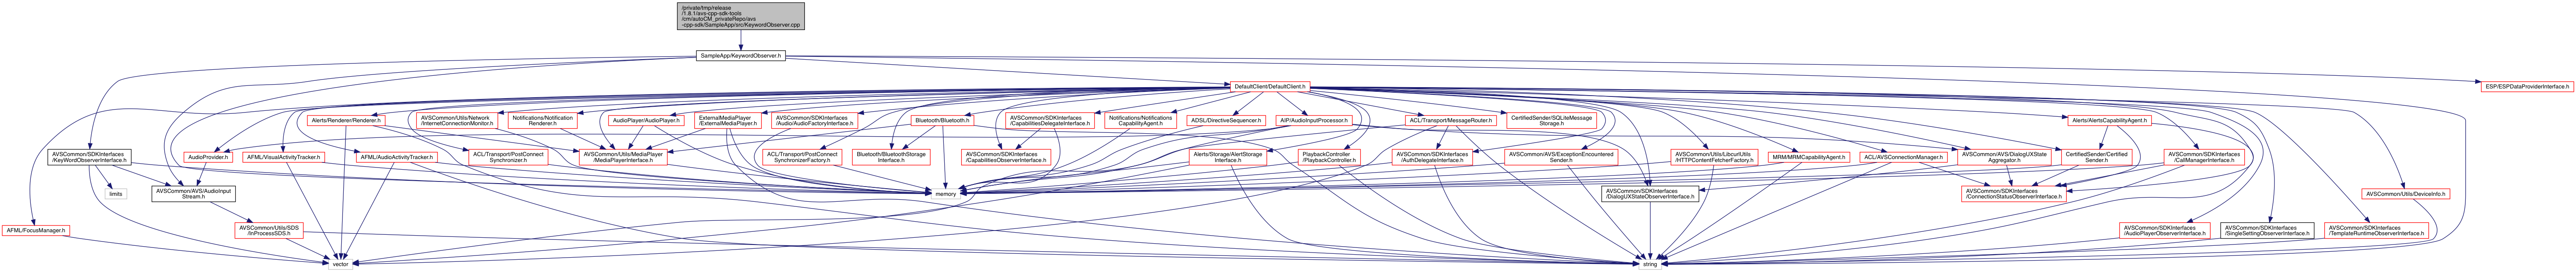 /private/tmp/release
/1.8.1/avs-cpp-sdk-tools
/cm/autoCM_privateRepo/avs
-cpp-sdk/SampleApp/src/KeywordObserver.cpp
SampleApp/KeywordObserver.h
DefaultClient/DefaultClient.h
ESP/ESPDataProviderInterface.h
Alerts/Renderer/Renderer.h
AVSCommon/Utils/Network
/InternetConnectionMonitor.h
Notifications/Notification
Renderer.h
AudioPlayer/AudioPlayer.h
ExternalMediaPlayer
/ExternalMediaPlayer.h
AVSCommon/SDKInterfaces
/Audio/AudioFactoryInterface.h
Bluetooth/Bluetooth.h
AVSCommon/SDKInterfaces
/CapabilitiesDelegateInterface.h
Notifications/Notifications
CapabilityAgent.h
ADSL/DirectiveSequencer.h
AIP/AudioInputProcessor.h
ACL/Transport/MessageRouter.h
CertifiedSender/SQLiteMessage
Storage.h
Alerts/AlertsCapabilityAgent.h
AVSCommon/SDKInterfaces
/KeyWordObserverInterface.h
AudioProvider.h
AFML/VisualActivityTracker.h
AFML/AudioActivityTracker.h
ACL/Transport/PostConnect
Synchronizer.h
AVSCommon/Utils/MediaPlayer
/MediaPlayerInterface.h
ACL/Transport/PostConnect
SynchronizerFactory.h
Bluetooth/BluetoothStorage
Interface.h
AVSCommon/SDKInterfaces
/CapabilitiesObserverInterface.h
Alerts/Storage/AlertStorage
Interface.h
PlaybackController
/PlaybackController.h
AVSCommon/SDKInterfaces
/AuthDelegateInterface.h
AVSCommon/AVS/ExceptionEncountered
Sender.h
AVSCommon/Utils/LibcurlUtils
/HTTPContentFetcherFactory.h
MRM/MRMCapabilityAgent.h
ACL/AVSConnectionManager.h
AVSCommon/AVS/DialogUXState
Aggregator.h
CertifiedSender/Certified
Sender.h
AVSCommon/SDKInterfaces
/CallManagerInterface.h
limits
AVSCommon/AVS/AudioInput
Stream.h
memory
AVSCommon/SDKInterfaces
/DialogUXStateObserverInterface.h
AVSCommon/SDKInterfaces
/ConnectionStatusObserverInterface.h
AVSCommon/Utils/DeviceInfo.h
AFML/FocusManager.h
AVSCommon/Utils/SDS
/InProcessSDS.h
AVSCommon/SDKInterfaces
/AudioPlayerObserverInterface.h
AVSCommon/SDKInterfaces
/SingleSettingObserverInterface.h
AVSCommon/SDKInterfaces
/TemplateRuntimeObserverInterface.h
vector
string